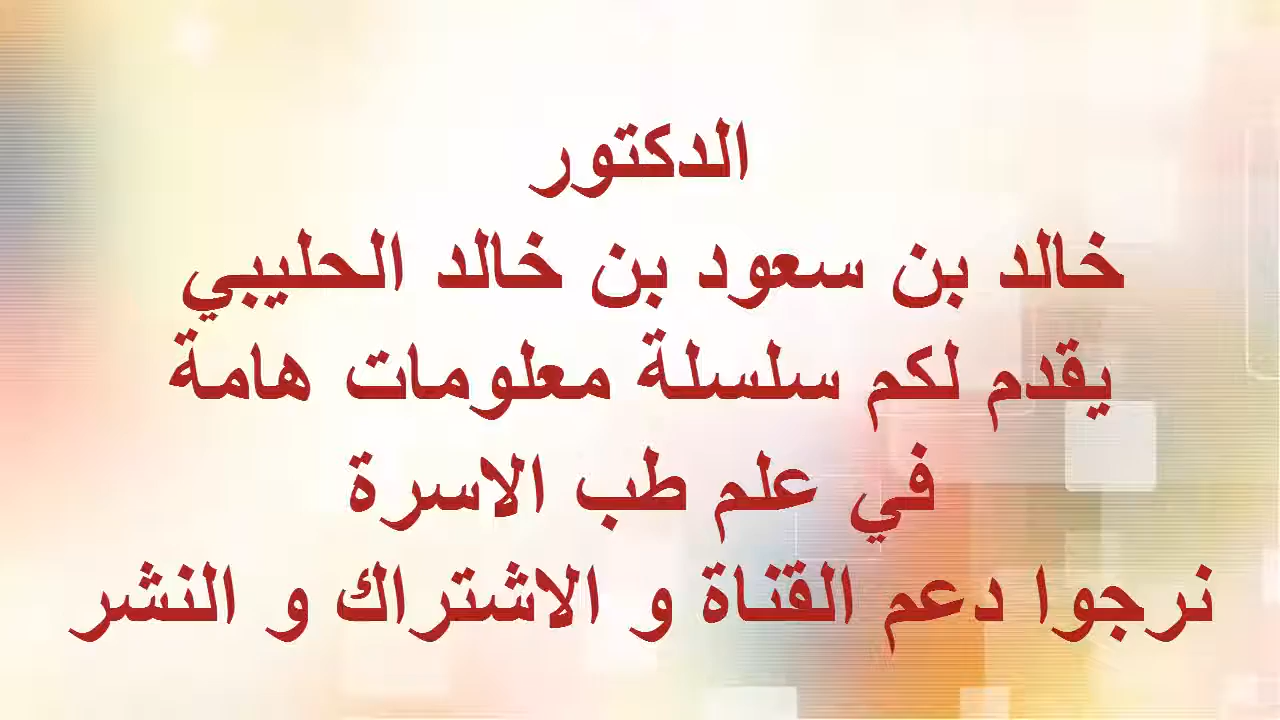 الدكتور
خالد بن سعود بن خالد الحليبي
يقدم لكم سلسلة معلومات هامة
في علم طب الاسرة
نرجوا دعم القناة و الاشتراك و النشر